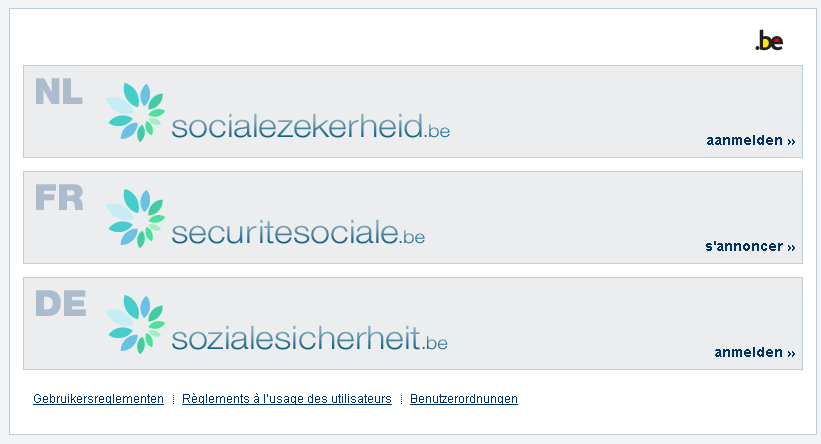 .be
NL
socialezekerheid.be
aanmelden »
FR
securitesociale.be
s'annoncer »
DE
sozialesicherheit.be
anmelden »
Gebruikersreglementen Règlements à l'usage des utilisateurs Benutzerordnungen